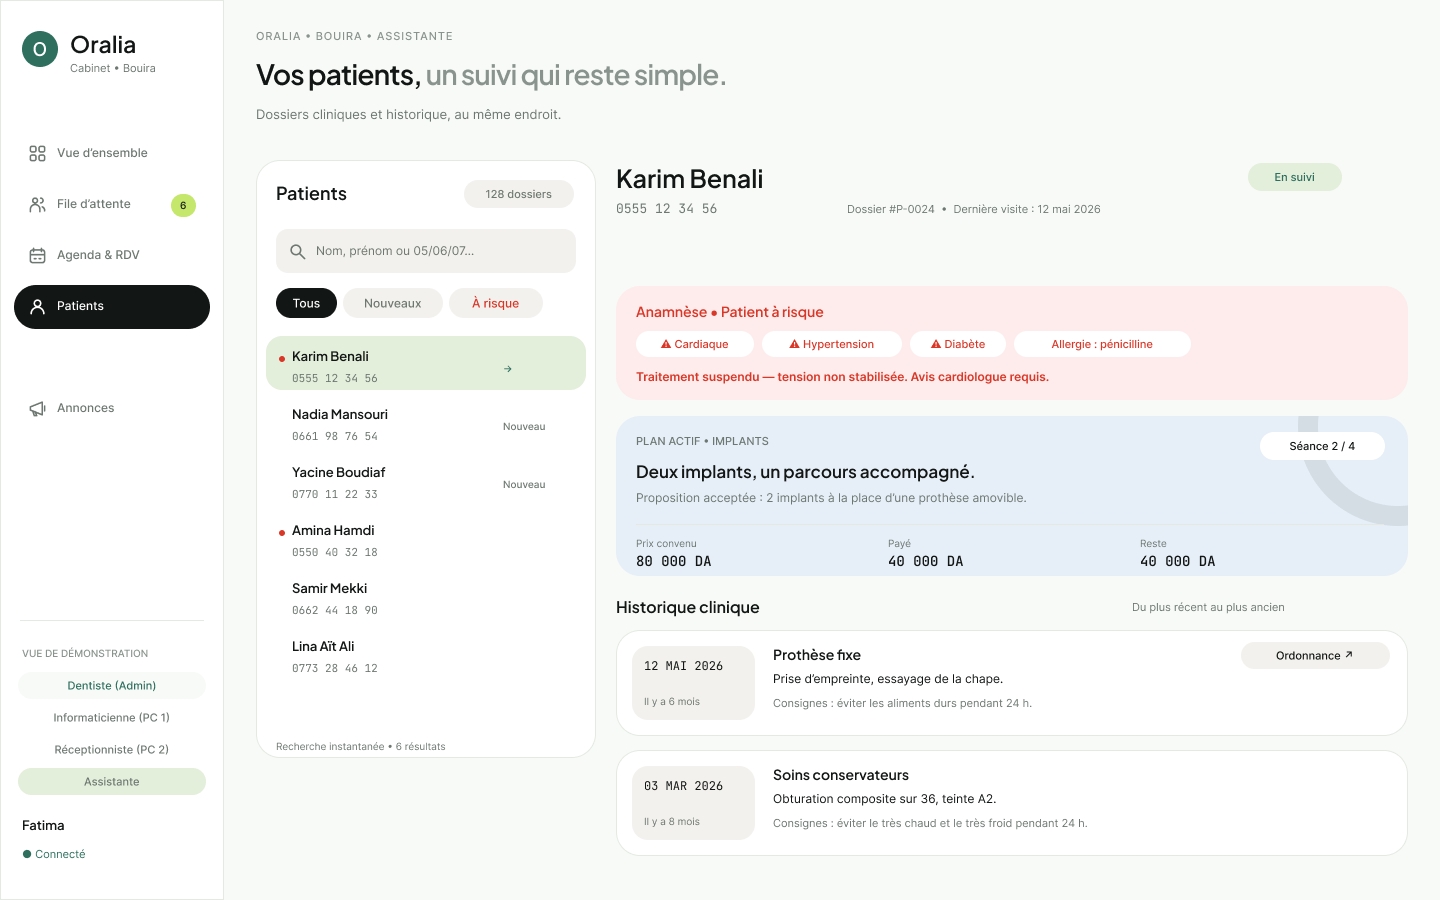 O
Oralia
Cabinet • Bouira
Vue d’ensemble
File d’attente
6
Agenda & RDV
Patients
Annonces
VUE DE DÉMONSTRATION
Dentiste (Admin)
Informaticienne (PC 1)
Réceptionniste (PC 2)
Assistante
Fatima
Connecté
ORALIA • BOUIRA • ASSISTANTE
Vos patients, un suivi qui reste simple.
Dossiers cliniques et historique, au même endroit.
Patients
128 dossiers
Nom, prénom ou 05/06/07...
Tous
Nouveaux
À risque
Karim Benali
0555 12 34 56
→
Nadia Mansouri
0661 98 76 54
Nouveau
Yacine Boudiaf
0770 11 22 33
Nouveau
Amina Hamdi
0550 40 32 18
Samir Mekki
0662 44 18 90
Lina Aït Ali
0773 28 46 12
Recherche instantanée • 6 résultats
Karim Benali
En suivi
0555 12 34 56
Dossier #P-0024 • Dernière visite : 12 mai 2026
Anamnèse • Patient à risque
⚠ Cardiaque
⚠ Hypertension
⚠ Diabète
Allergie : pénicilline
Traitement suspendu — tension non stabilisée. Avis cardiologue requis.
PLAN ACTIF • IMPLANTS
Séance 2 / 4
Deux implants, un parcours accompagné.
Proposition acceptée : 2 implants à la place d’une prothèse amovible.
Prix convenu
80 000 DA
Payé
40 000 DA
Reste
40 000 DA
Historique clinique
Du plus récent au plus ancien
12 MAI 2026
Il y a 6 mois
Prothèse fixe
Prise d’empreinte, essayage de la chape.
Consignes : éviter les aliments durs pendant 24 h.
Ordonnance ↗
03 MAR 2026
Il y a 8 mois
Soins conservateurs
Obturation composite sur 36, teinte A2.
Consignes : éviter le très chaud et le très froid pendant 24 h.